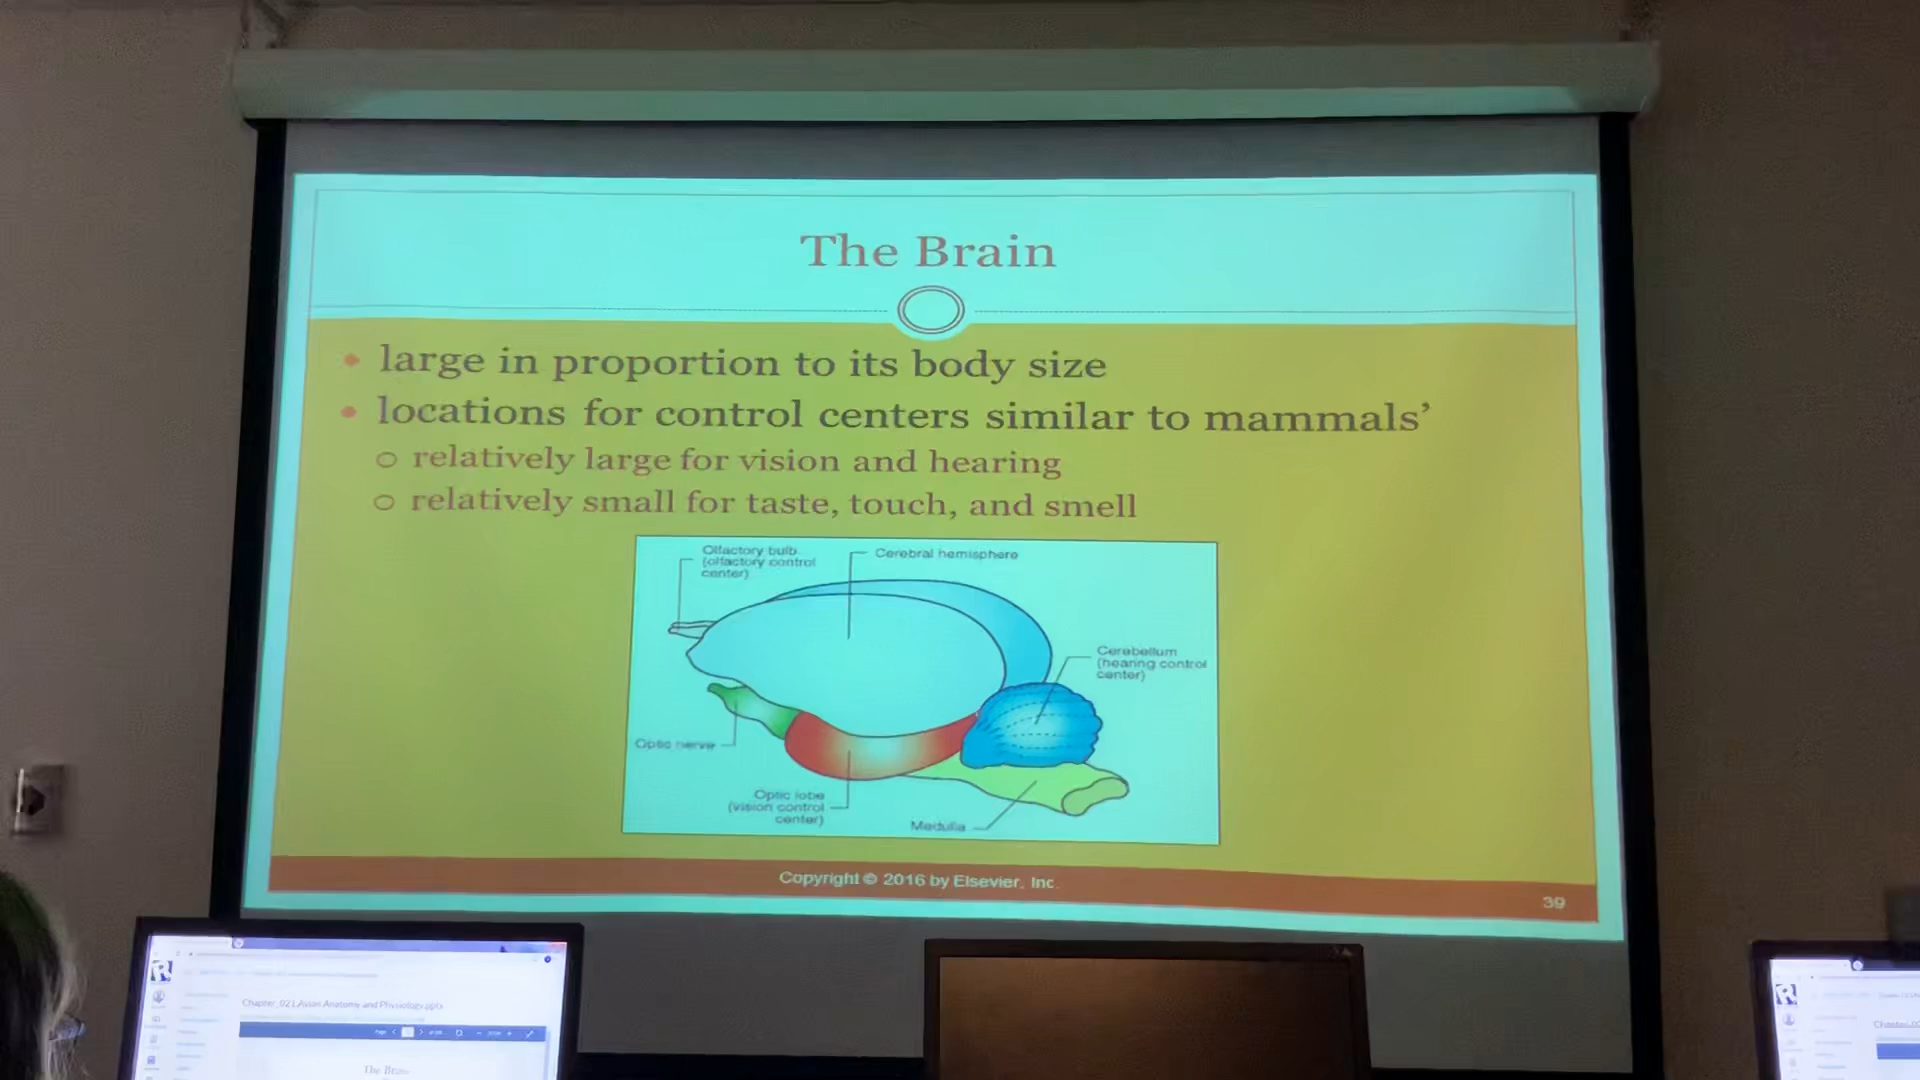 The Brain
large in proportion to its body size
locations for control centers similar to mammals’
relatively large for vision and hearing
relatively small for taste, touch, and smell
Olfactory bulb
(olfactory control
center)
Cerebral hemisphere
Cerebellum
(hearing control
center)
Optic nerve
Optic lobe
(vision control
center)
Medulla
Copyright © 2016 by Elsevier, Inc.
39
Chapter_021 Avian Anatomy and Physiology.pptx
Page
The Brain